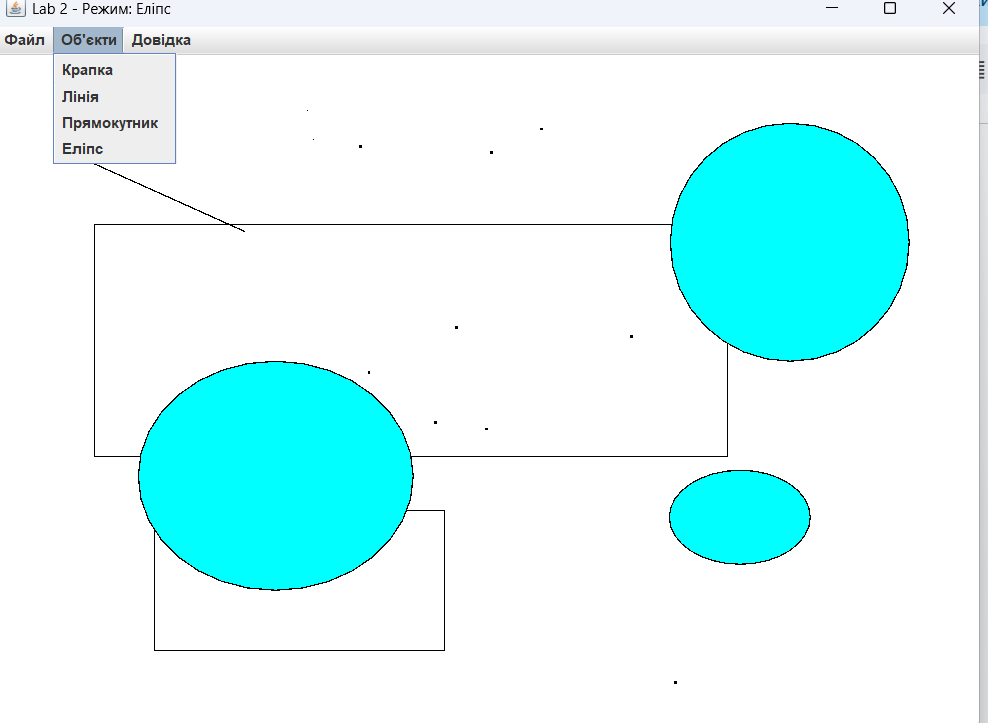 Lab 2 - Режим: Еліпс
Файл Об'єкти Довідка
Крапка
Лінія
Прямокутник
Еліпс